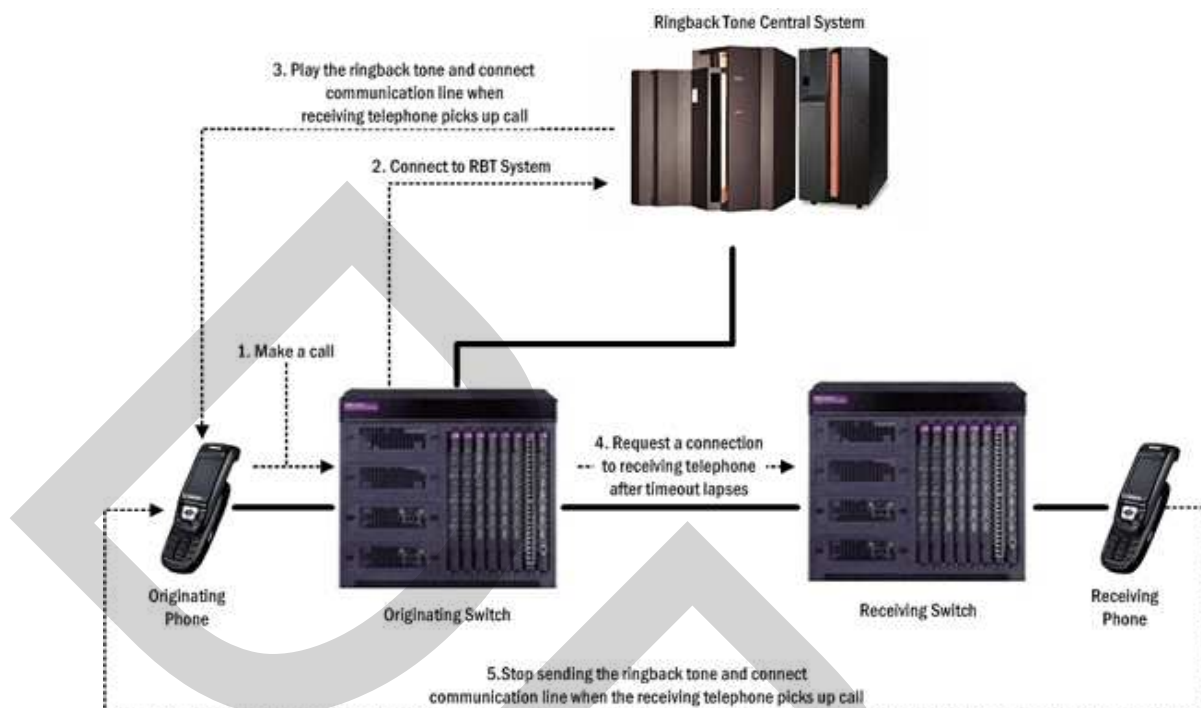 Ringback Tone Central System
3. Play the ringback tone and connect
communication line when
receiving telephone picks up call
2. Connect to RBT System
1. Make a call
4. Request a connection
to receiving telephone
after timeout lapses
Originating
Phone
Originating Switch
Receiving Switch
Receiving
Phone
5.Stop sending the ringback tone and connect
communication line when the receiving telephone picks up call